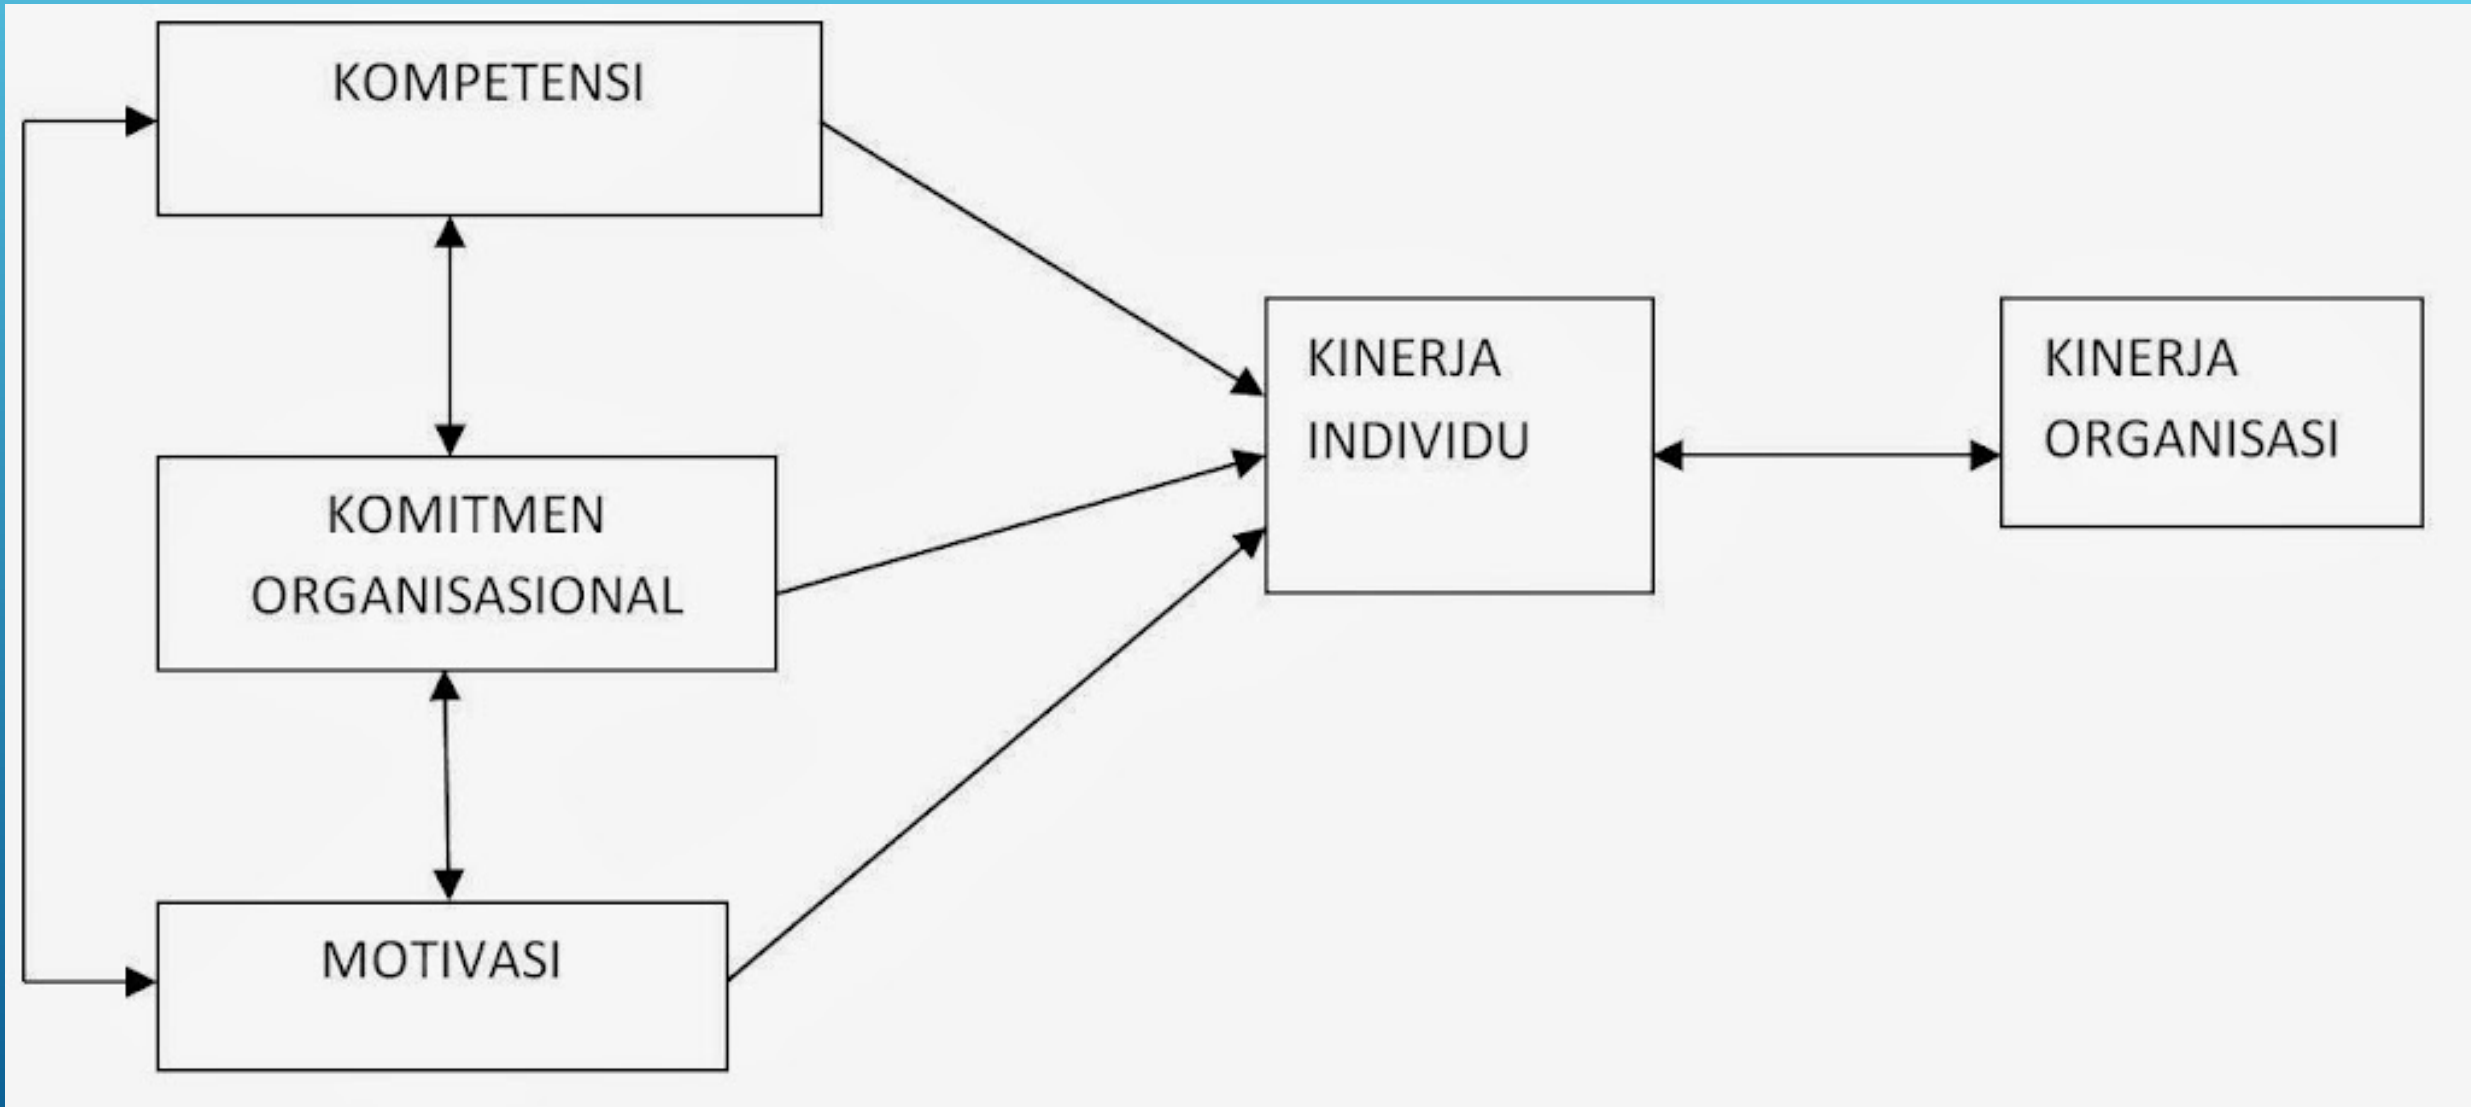 KOMPETENSI
KOMITMEN
ORGANISASIONAL
MOTIVASI
KINERJA
INDIVIDU
KINERJA
ORGANISASI